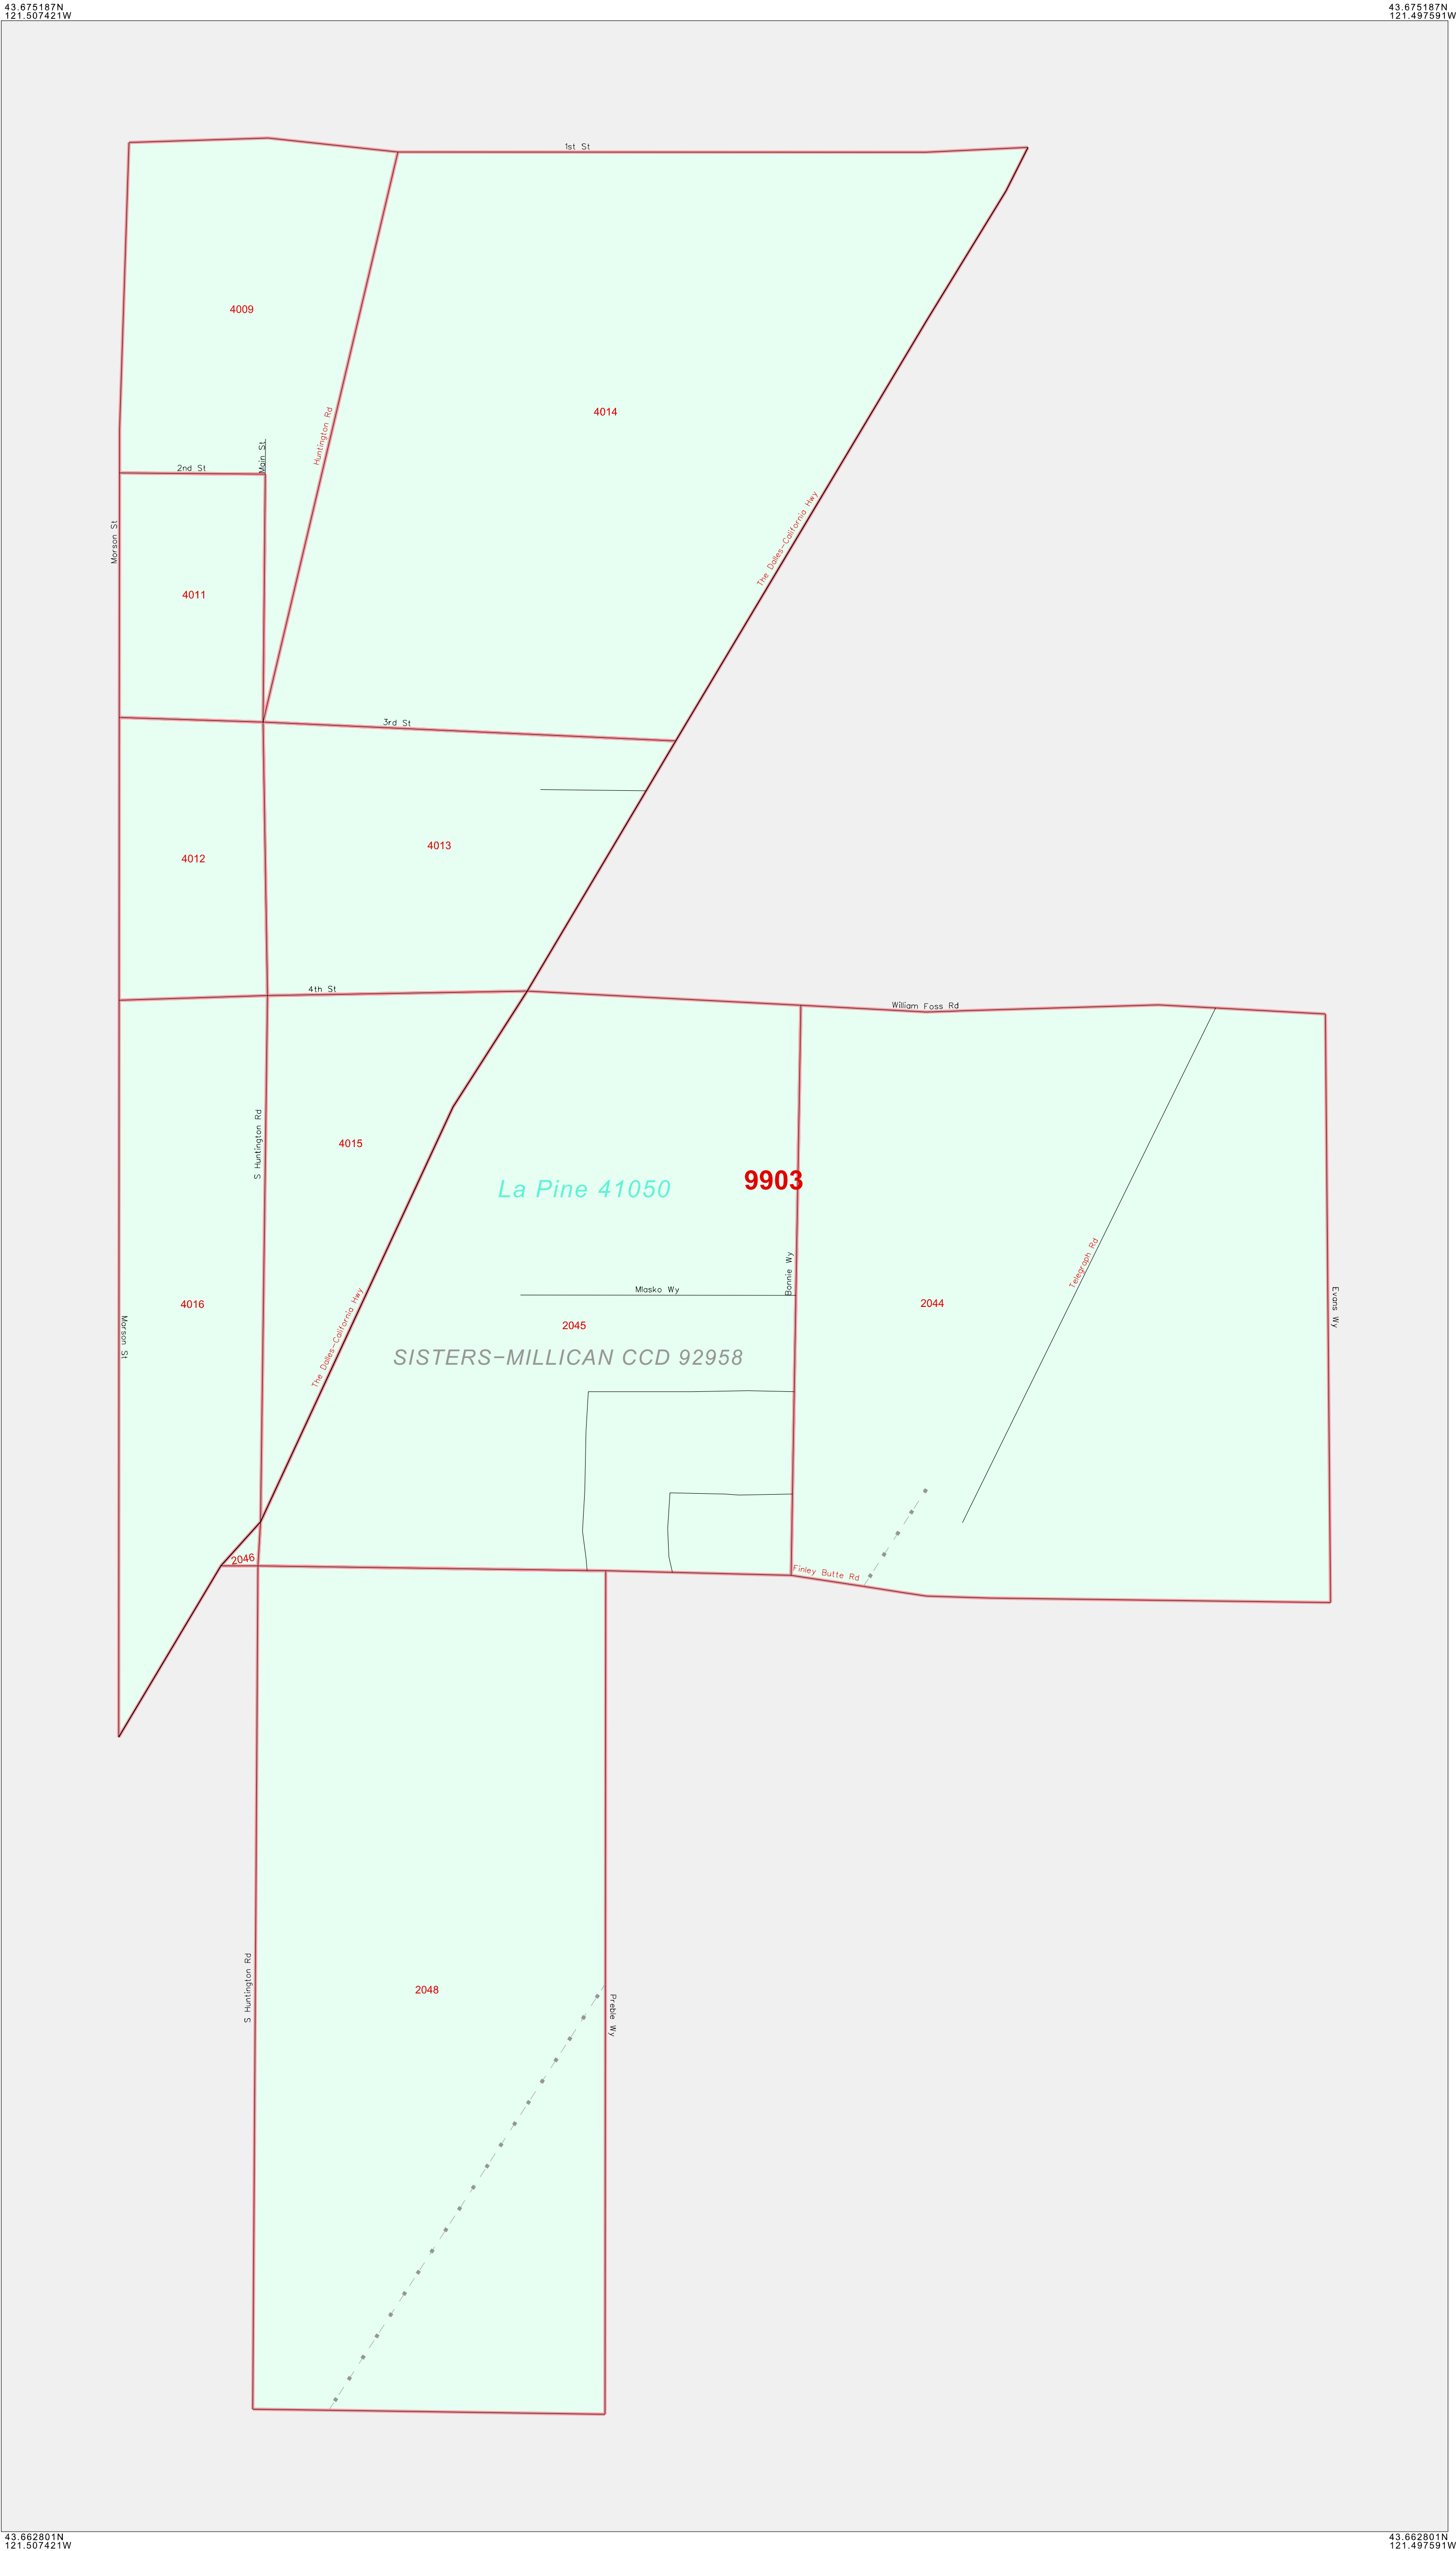 43.675187N
121.507421W
43.675187N
121.497591W
1st St
4009
4014
Huntington Rd
Main St
2nd St
Morson St
The Dalles-California Hwy
4011
3rd St
4013
4012
4th St
William Foss Rd
S Huntington Rd
4015
9903
La Pine 41050
Telegraph Rd
Bonnie Wy
Mlasko Wy
4016
2044
2045
Evans Wy
Morson St
The Dalles-California Hwy
SISTERS-MILLICAN CCD 92958
2046
Finley Butte Rd
S Huntington Rd
2048
Preble Wy
43.662801N
121.507421W
43.662801N
121.497591W